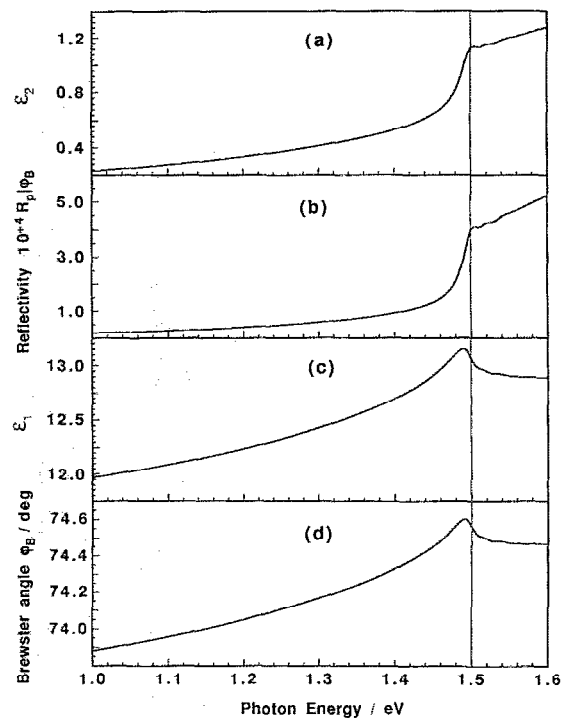 (a)
ε₂
1.2
0.8
0.4
(b)
Reflectivity 10⁺⁴ Rₚ|φB
5.0
3.0
1.0
(c)
ε₁
13.0
12.5
12.0
(d)
Brewster angle φB / deg
74.6
74.4
74.0
1.0 1.1 1.2 1.3 1.4 1.5 1.6
Photon Energy / eV